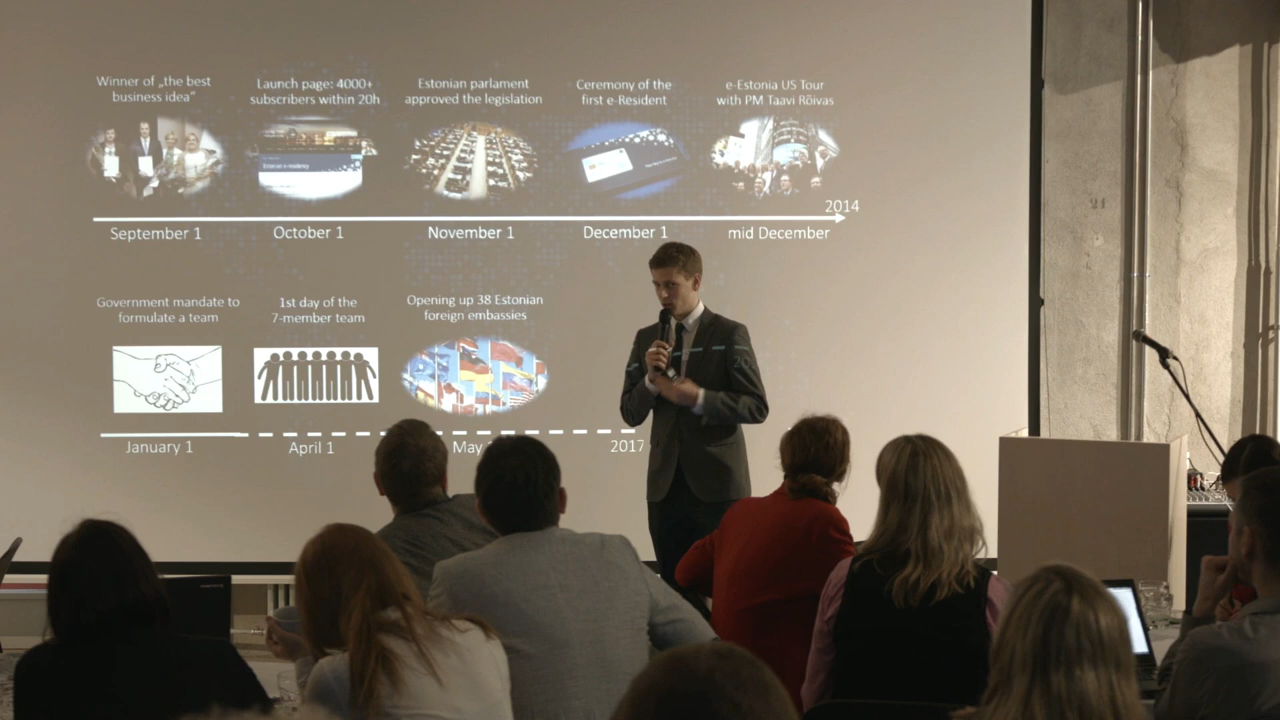 Winner of „the best
business idea“
Launch page: 4000+
subscribers within 20h
Estonian parliament
approved the legislation
Ceremony of the
first e-Resident
e-Estonia US Tour
with PM Taavi Rõivas
2014
September 1
October 1
November 1
December 1
mid December
Government mandate to
formulate a team
1st day of the
7-member team
Opening up 38 Estonian
foreign embassies
January 1
April 1
May
2017
21